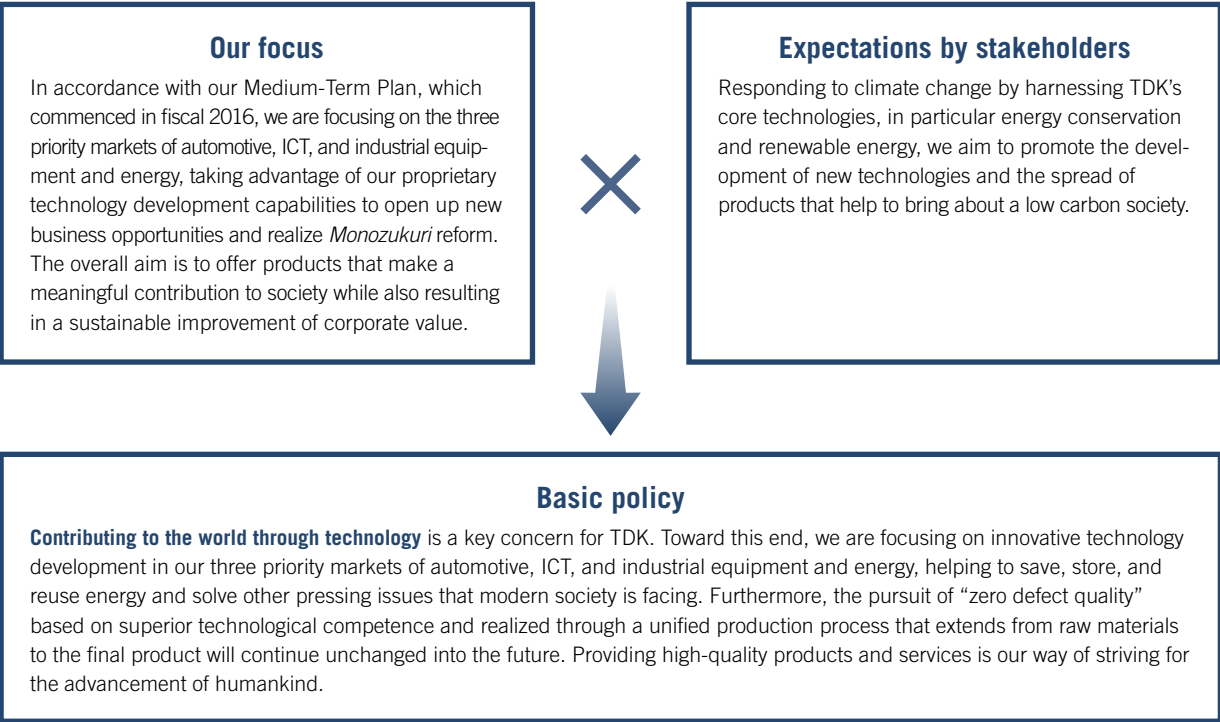 Our focus
In accordance with our Medium-Term Plan, which
commenced in fiscal 2016, we are focusing on the three
priority markets of automotive, ICT, and industrial equip-
ment and energy, taking advantage of our proprietary
technology development capabilities to open up new
business opportunities and realize Monozukuri reform.
The overall aim is to offer products that make a
meaningful contribution to society while also resulting
in a sustainable improvement of corporate value.
Expectations by stakeholders
Responding to climate change by harnessing TDK’s
core technologies, in particular energy conservation
and renewable energy, we aim to promote the devel-
opment of new technologies and the spread of
products that help to bring about a low carbon society.
Basic policy
Contributing to the world through technology is a key concern for TDK. Toward this end, we are focusing on innovative technology
development in our three priority markets of automotive, ICT, and industrial equipment and energy, helping to save, store, and
reuse energy and solve other pressing issues that modern society is facing. Furthermore, the pursuit of “zero defect quality”
based on superior technological competence and realized through a unified production process that extends from raw materials
to the final product will continue unchanged into the future. Providing high-quality products and services is our way of striving for
the advancement of humankind.